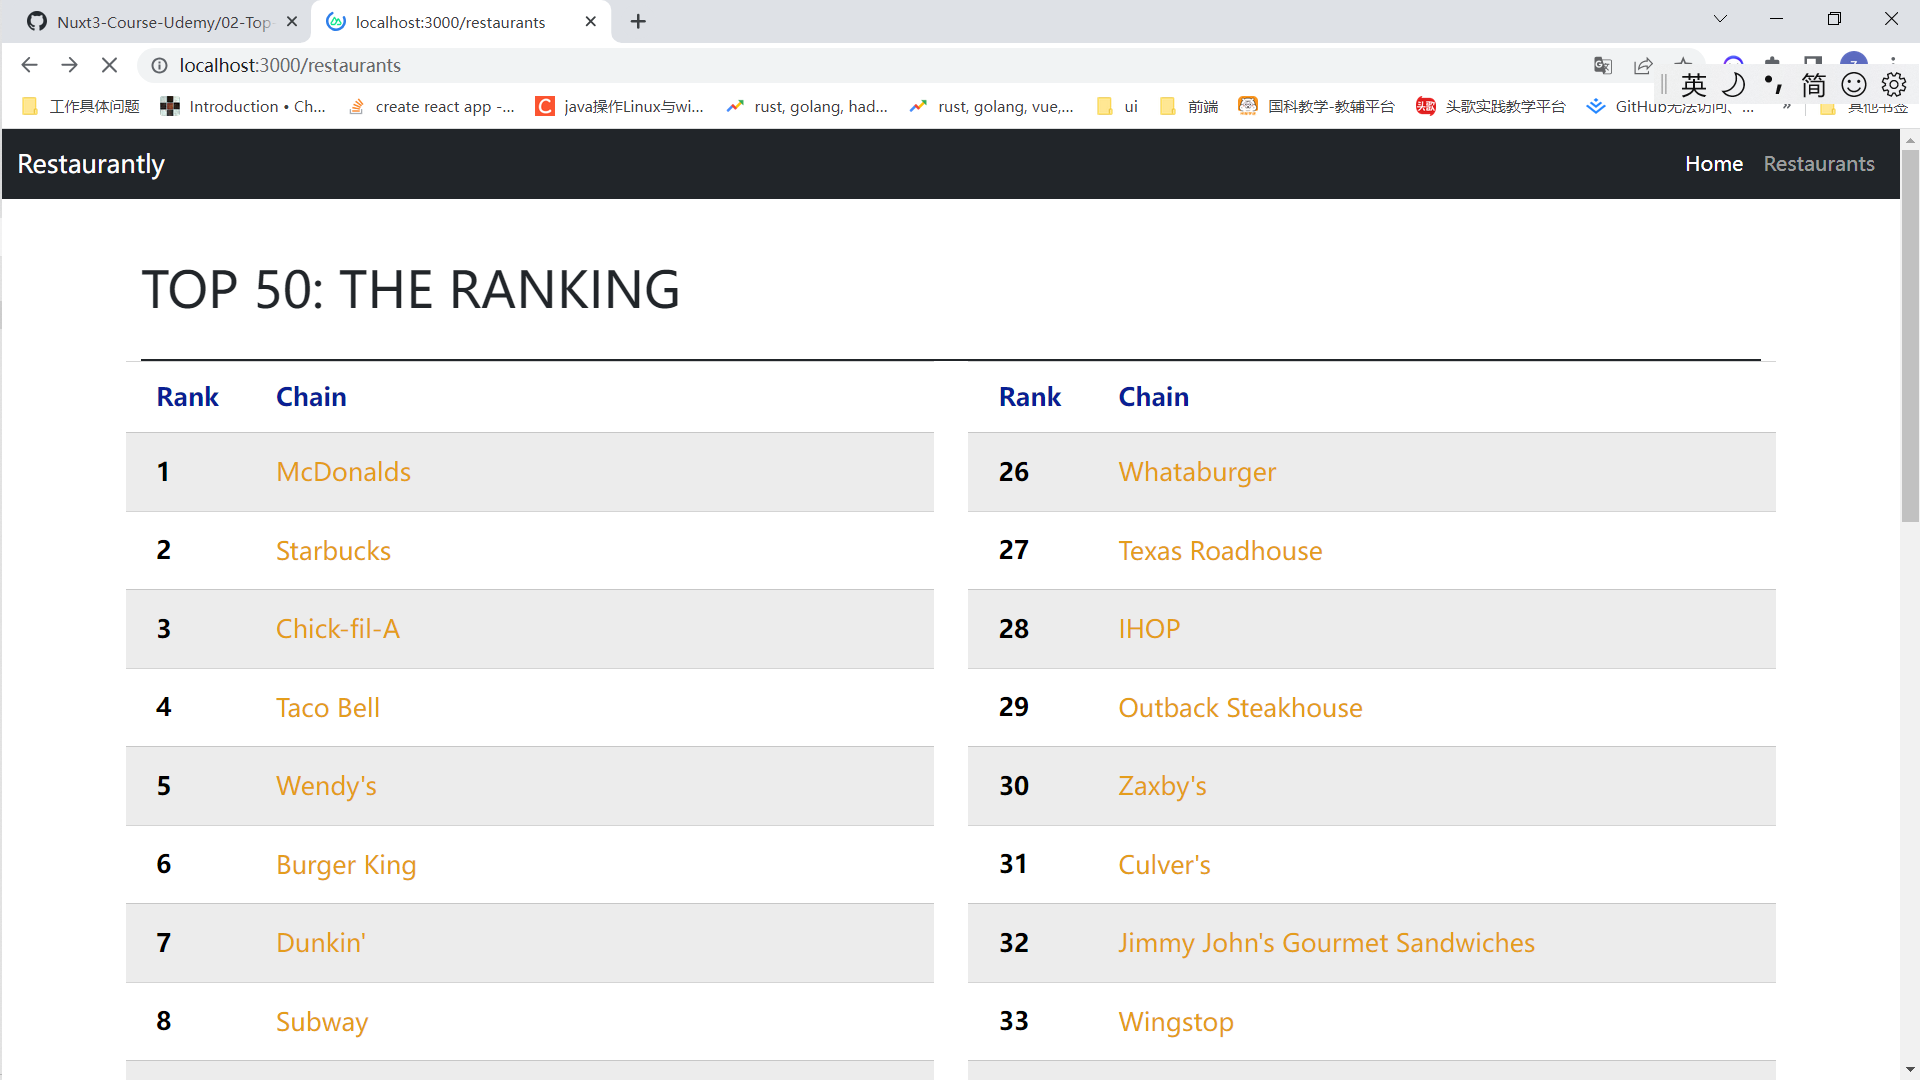 Nuxt3-Course-Udemy/02-Top-
localhost:3000/restaurants
localhost:3000/restaurants
英 简
工作具体问题
Introduction • Ch...
create react app -...
java操作Linux与wi...
rust, golang, had...
rust, golang, vue,...
ui
前端
国科教学-教辅平台
头歌 头歌实践教学平台
GitHub无法访问、...
其他书签
Restaurantly
Home
Restaurants
TOP 50: THE RANKING
Rank Chain
1 McDonalds
2 Starbucks
3 Chick-fil-A
4 Taco Bell
5 Wendy's
6 Burger King
7 Dunkin'
8 Subway
Rank Chain
26 Whataburger
27 Texas Roadhouse
28 IHOP
29 Outback Steakhouse
30 Zaxby's
31 Culver's
32 Jimmy John's Gourmet Sandwiches
33 Wingstop